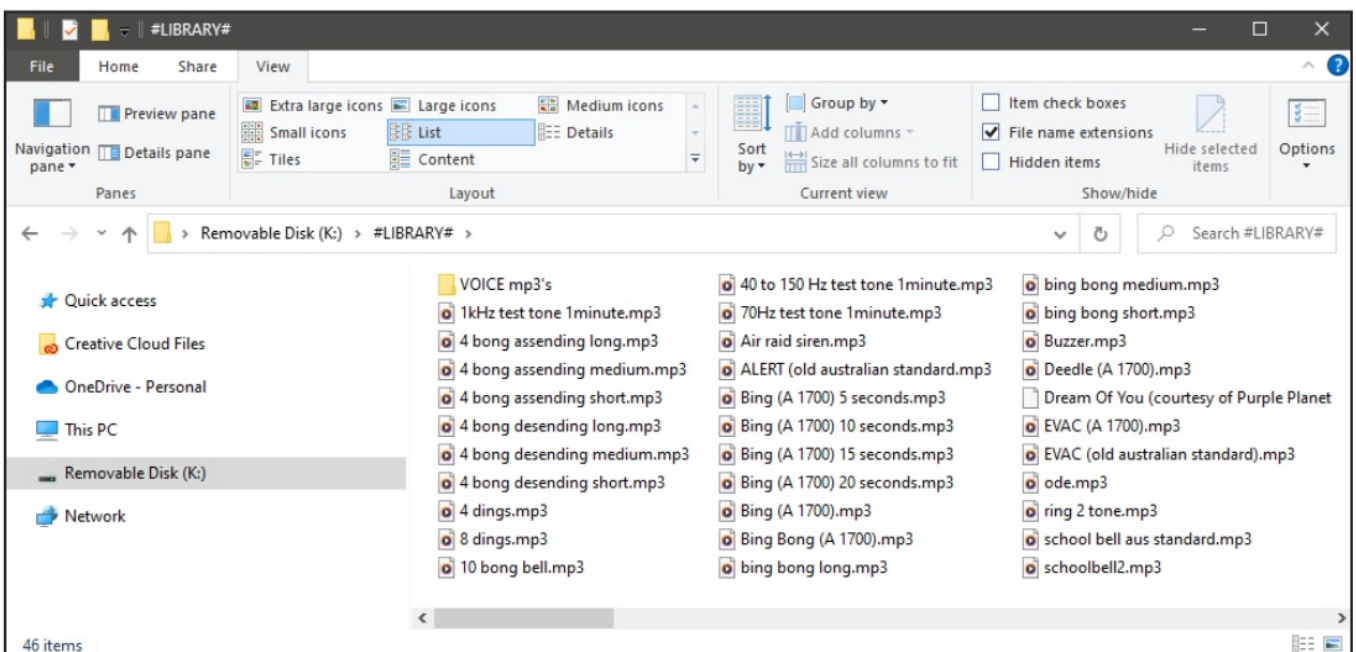 #LIBRARY#
File Home Share View
Navigation pane
Preview pane
Details pane
Panes
Extra large icons Large icons Medium icons
Small icons List Details
Tiles Content
Layout
Sort by
Group by
Add columns
Size all columns to fit
Current view
Item check boxes
File name extensions
Hidden items
Hide selected items
Show/hide
Options
Removable Disk (K:) > #LIBRARY# >
Search #LIBRARY#
Quick access
Creative Cloud Files
OneDrive - Personal
This PC
Removable Disk (K:)
Network
VOICE mp3's
1kHz test tone 1minute.mp3
4 bong assending long.mp3
4 bong assending medium.mp3
4 bong assending short.mp3
4 bong desending long.mp3
4 bong desending medium.mp3
4 bong desending short.mp3
4 dings.mp3
8 dings.mp3
10 bong bell.mp3
40 to 150 Hz test tone 1minute.mp3
70Hz test tone 1minute.mp3
Air raid siren.mp3
ALERT (old australian standard.mp3
Bing (A 1700) 5 seconds.mp3
Bing (A 1700) 10 seconds.mp3
Bing (A 1700) 15 seconds.mp3
Bing (A 1700) 20 seconds.mp3
Bing (A 1700).mp3
Bing Bong (A 1700).mp3
bing bong long.mp3
bing bong medium.mp3
bing bong short.mp3
Buzzer.mp3
Deedle (A 1700).mp3
Dream Of You (courtesy of Purple Planet
EVAC (A 1700).mp3
EVAC (old australian standard).mp3
ode.mp3
ring 2 tone.mp3
school bell aus standard.mp3
schoolbell2.mp3
46 items